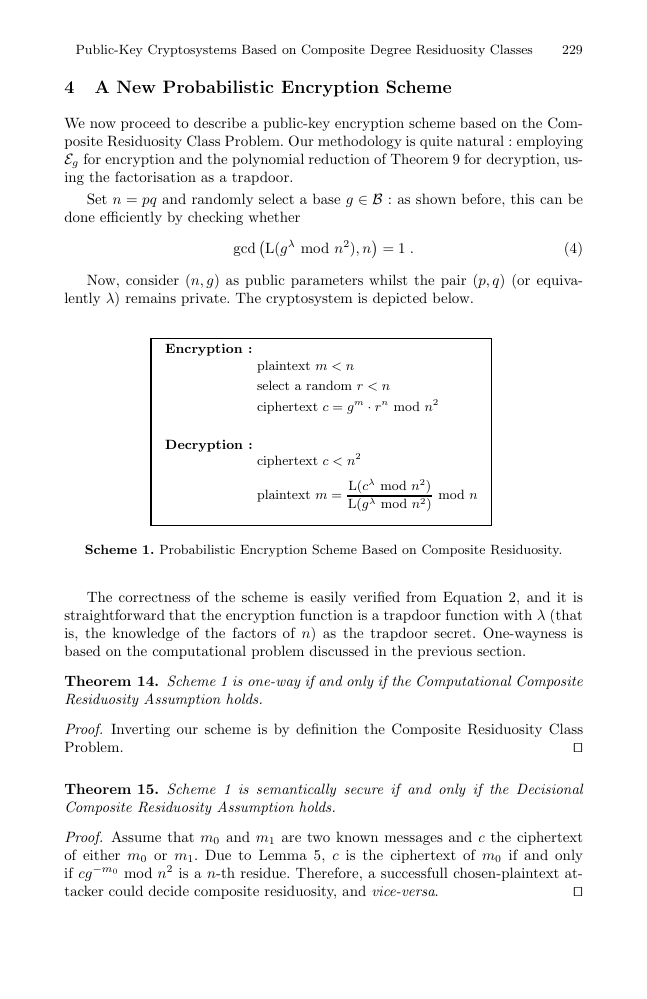 Public-Key Cryptosystems Based on Composite Degree Residuosity Classes 229
4 A New Probabilistic Encryption Scheme
We now proceed to describe a public-key encryption scheme based on the Com-
posite Residuosity Class Problem. Our methodology is quite natural : employing
ℰ_g for encryption and the polynomial reduction of Theorem 9 for decryption, us-
ing the factorisation as a trapdoor.
Set n = pq and randomly select a base g ∈ ℬ : as shown before, this can be
done efficiently by checking whether
gcd (L(g^λ mod n^2), n) = 1 . (4)
Now, consider (n, g) as public parameters whilst the pair (p, q) (or equiva-
lently λ) remains private. The cryptosystem is depicted below.
Encryption :
plaintext m < n
select a random r < n
ciphertext c = g^m · r^n mod n^2
Decryption :
ciphertext c < n^2
plaintext m = L(c^λ mod n^2) / L(g^λ mod n^2) mod n
Scheme 1. Probabilistic Encryption Scheme Based on Composite Residuosity.
The correctness of the scheme is easily verified from Equation 2, and it is
straightforward that the encryption function is a trapdoor function with λ (that
is, the knowledge of the factors of n) as the trapdoor secret. One-wayness is
based on the computational problem discussed in the previous section.
Theorem 14. Scheme 1 is one-way if and only if the Computational Composite
Residuosity Assumption holds.
Proof. Inverting our scheme is by definition the Composite Residuosity Class
Problem. □
Theorem 15. Scheme 1 is semantically secure if and only if the Decisional
Composite Residuosity Assumption holds.
Proof. Assume that m_0 and m_1 are two known messages and c the ciphertext
of either m_0 or m_1. Due to Lemma 5, c is the ciphertext of m_0 if and only
if cg^{−m_0} mod n^2 is a n-th residue. Therefore, a successfull chosen-plaintext at-
tacker could decide composite residuosity, and vice-versa. □